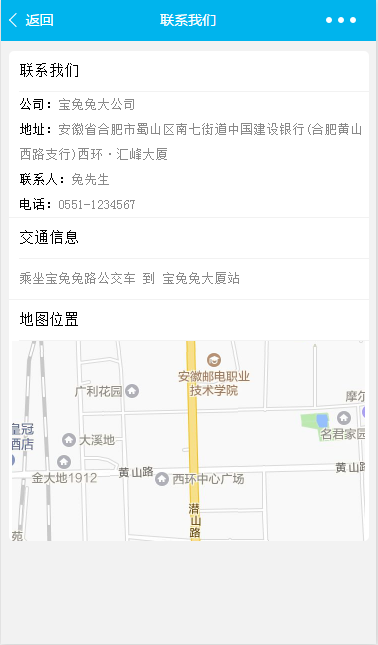 返回
联系我们
联系我们
公司：宝兔兔大公司
地址：安徽省合肥市蜀山区南七街道中国建设银行(合肥黄山
西路支行)西环·汇峰大厦
联系人：兔先生
电话：0551-1234567
交通信息
乘坐宝兔兔路公交车 到 宝兔兔大厦站
地图位置
安徽邮电职业
技术学院
广利花园
摩尔
皇冠
酒店
大溪地
名君家园
黄山路
黄山路
金大地1912
西环中心广场
潜山路
苑